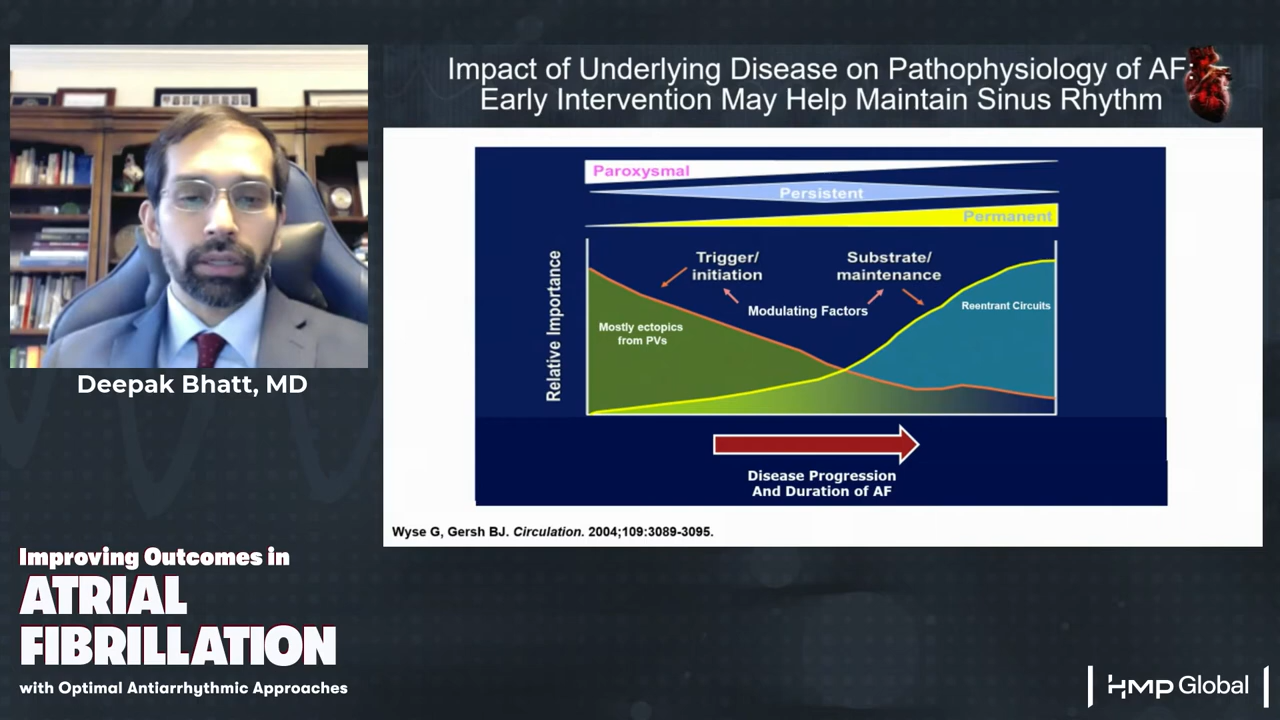 Impact of Underlying Disease on Pathophysiology of AF:
Early Intervention May Help Maintain Sinus Rhythm
Paroxysmal
Persistent
Permanent
Relative Importance
Trigger/
initiation
Substrate/
maintenance
Modulating Factors
Mostly ectopics
from PVs
Reentrant Circuits
Disease Progression
And Duration of AF
Wyse G, Gersh BJ. Circulation. 2004;109:3089-3095.
Deepak Bhatt, MD
Improving Outcomes in
ATRIAL
FIBRILLATION
with Optimal Antiarrhythmic Approaches
HMP Global